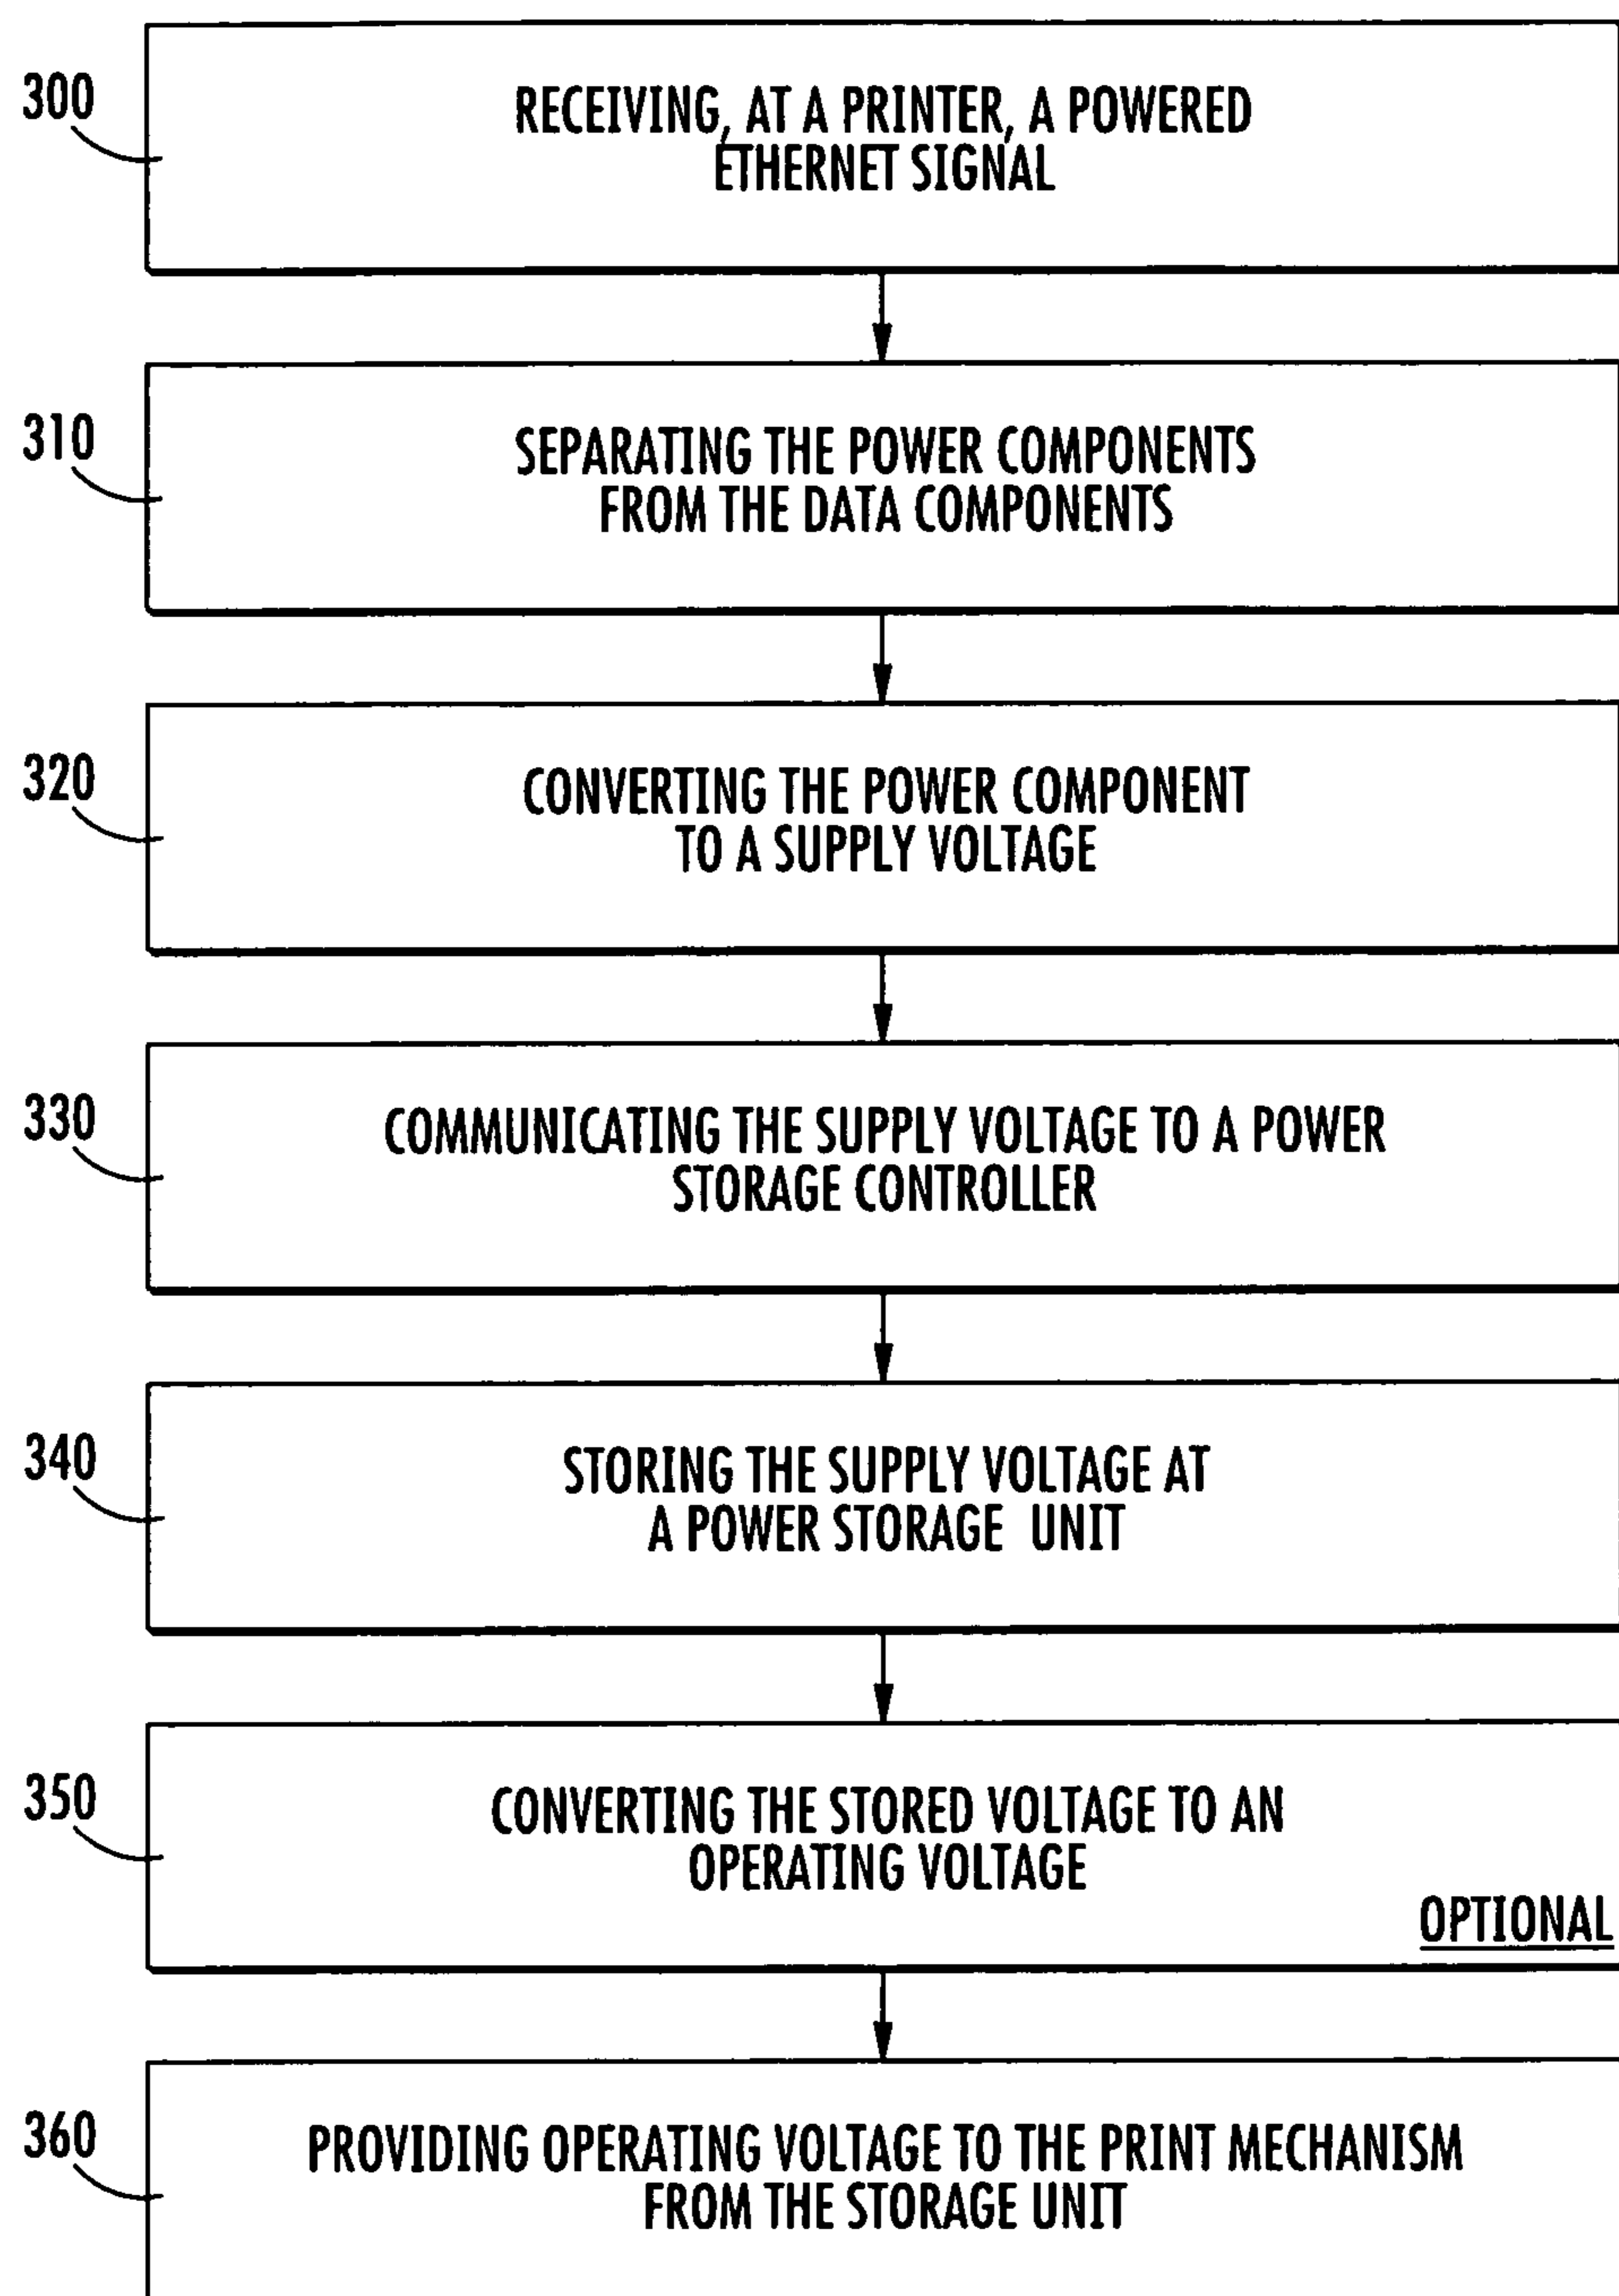 300
RECEIVING, AT A PRINTER, A POWERED
ETHERNET SIGNAL
310
SEPARATING THE POWER COMPONENTS
FROM THE DATA COMPONENTS
320
CONVERTING THE POWER COMPONENT
TO A SUPPLY VOLTAGE
330
COMMUNICATING THE SUPPLY VOLTAGE TO A POWER
STORAGE CONTROLLER
340
STORING THE SUPPLY VOLTAGE AT
A POWER STORAGE UNIT
350
CONVERTING THE STORED VOLTAGE TO AN
OPERATING VOLTAGE
OPTIONAL
360
PROVIDING OPERATING VOLTAGE TO THE PRINT MECHANISM
FROM THE STORAGE UNIT